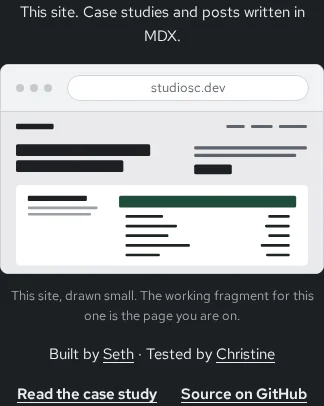 This site. Case studies and posts written in
MDX.
studiosc.dev
This site, drawn small. The working fragment for this
one is the page you are on.
Built by Seth · Tested by Christine
Read the case study Source on GitHub